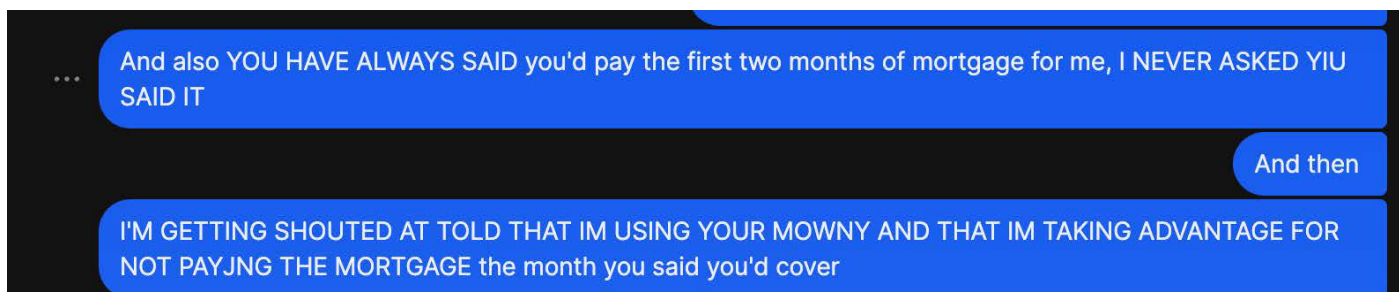 And also YOU HAVE ALWAYS SAID you'd pay the first two months of mortgage for me, I NEVER ASKED YIU
SAID IT
And then
I'M GETTING SHOUTED AT TOLD THAT IM USING YOUR MOWNY AND THAT IM TAKING ADVANTAGE FOR
NOT PAYJNG THE MORTGAGE the month you said you'd cover